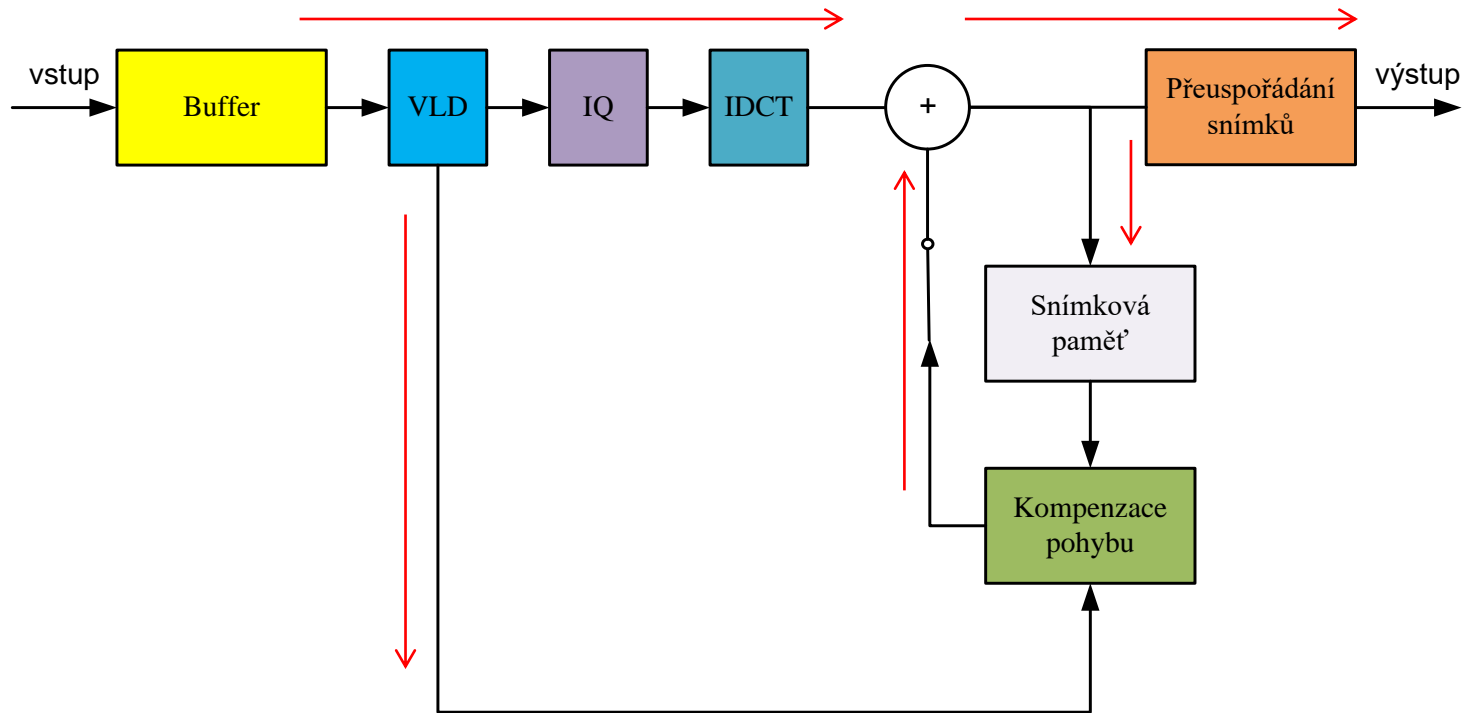 vstup
Buffer
VLD
IQ
IDCT
+
Přeuspořádání
snímků
výstup
Snímková
paměť
Kompenzace
pohybu